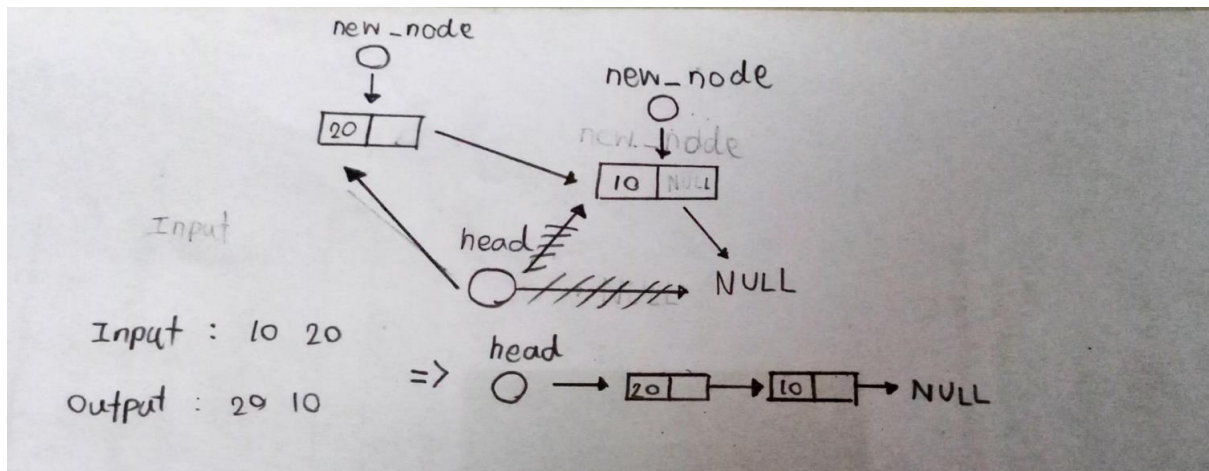 new_node
new_node
20
new_node
10 NULL
Input
head
NULL
Input : 10 20
head
=> 20 10 NULL
Output : 20 10